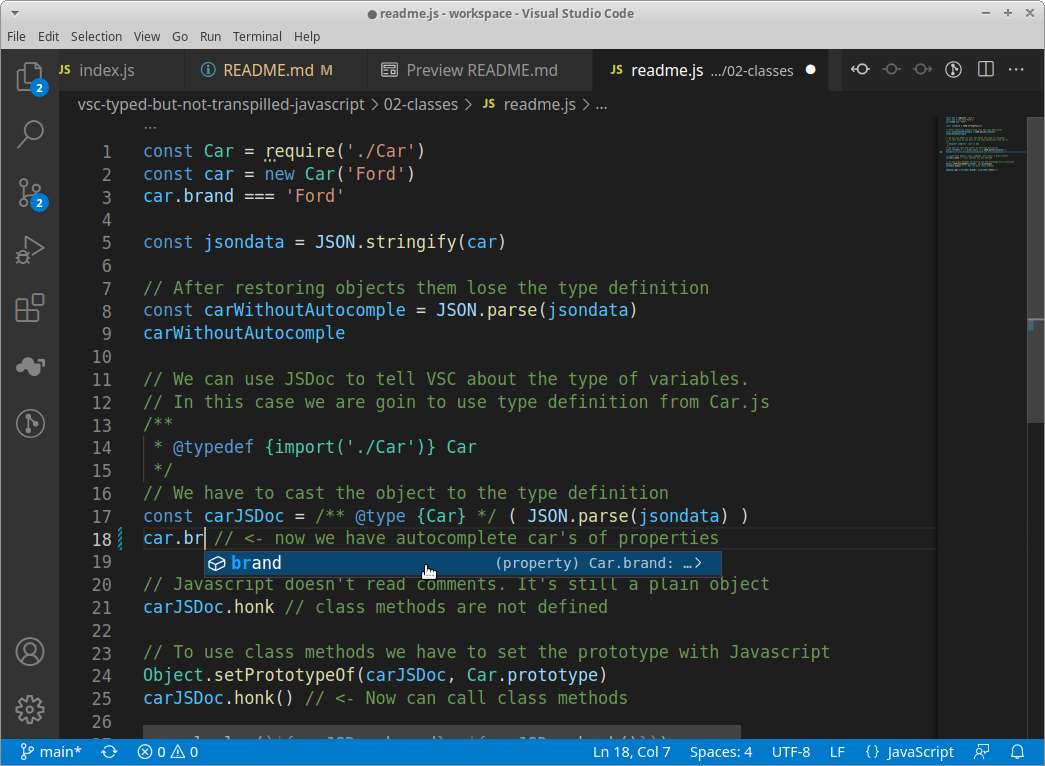 readme.js - workspace - Visual Studio Code
File Edit Selection View Go Run Terminal Help
JS index.js README.md M Preview README.md JS readme.js .../02-classes
2
vsc-typed-but-not-transpilled-javascript > 02-classes > JS readme.js > ...
...
1 const Car = require('./Car')
2 const car = new Car('Ford')
3 car.brand === 'Ford'
4
5 const jsondata = JSON.stringify(car)
2
6
7 // After restoring objects them lose the type definition
8 const carWithoutAutocomple = JSON.parse(jsondata)
9 carWithoutAutocomple
10
11 // We can use JSDoc to tell VSC about the type of variables.
12 // In this case we are goin to use type definition from Car.js
13 /**
14 * @typedef {import('./Car')} Car
15 */
16 // We have to cast the object to the type definition
17 const carJSDoc = /** @type {Car} */ ( JSON.parse(jsondata) )
18 car.br // <- now we have autocomplete car's of properties
19 brand (property) Car.brand: …>
20 // Javascript doesn't read comments. It's still a plain object
21 carJSDoc.honk // class methods are not defined
22
23 // To use class methods we have to set the prototype with Javascript
24 Object.setPrototypeOf(carJSDoc, Car.prototype)
25 carJSDoc.honk() // <- Now can call class methods
26
main* 0 0 Ln 18, Col 7 Spaces: 4 UTF-8 LF {} JavaScript